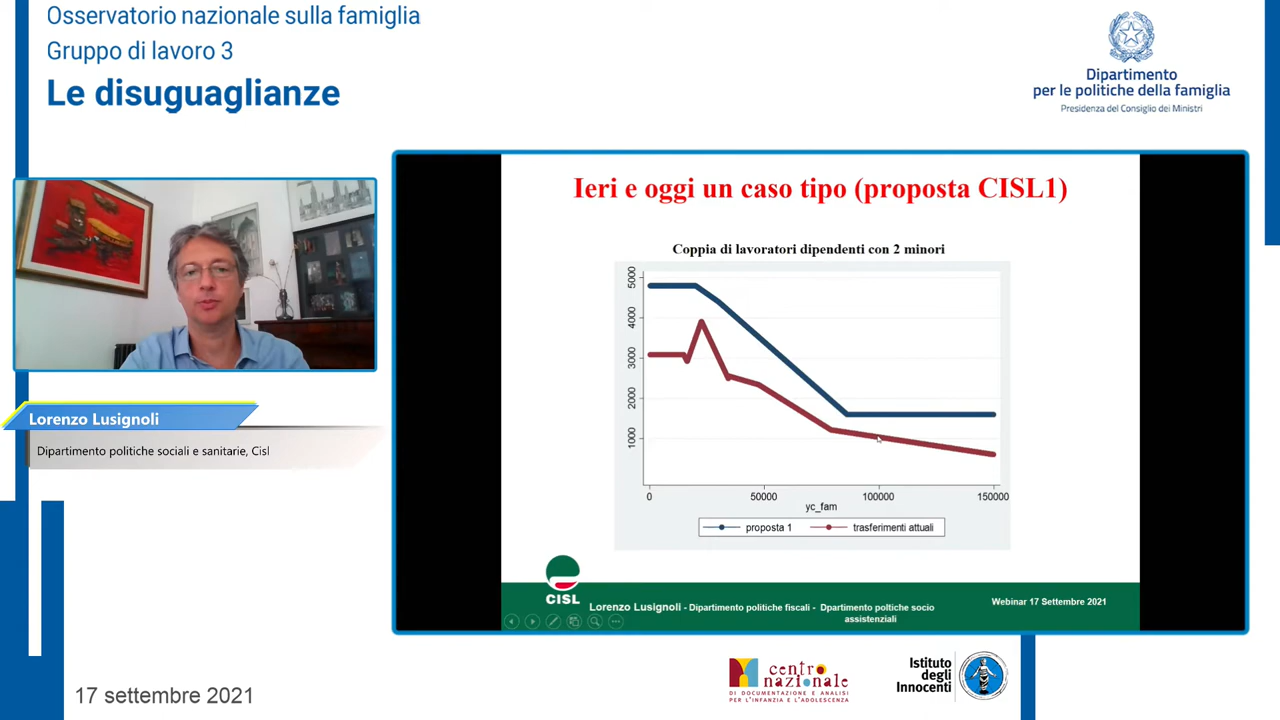 Osservatorio nazionale sulla famiglia
Gruppo di lavoro 3
Le disuguaglianze
Dipartimento
per le politiche della famiglia
Presidenza del Consiglio dei Ministri
Ieri e oggi un caso tipo (proposta CISL1)
Coppia di lavoratori dipendenti con 2 minori
5000
4000
3000
2000
1000
0 50000 100000 150000
yc_fam
proposta 1 trasferimenti attuali
Lorenzo Lusignoli
Dipartimento politiche sociali e sanitarie, Cisl
CISL
Lorenzo Lusignoli - Dipartimento politiche fiscali - Dpartimento poltiche socio
assistenziali
Webinar 17 Settembre 2021
17 settembre 2021
centro
nazionale
DI DOCUMENTAZIONE E ANALISI
PER L'INFANZIA E L'ADOLESCENZA
Istituto
degli
Innocenti